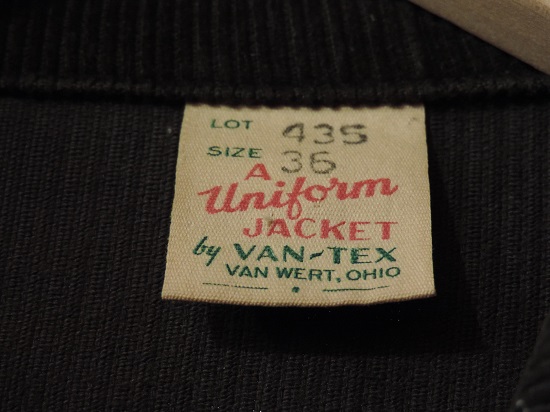 LOT 435
SIZE 36
A
Uniform
JACKET
by VAN-TEX
VAN WERT, OHIO